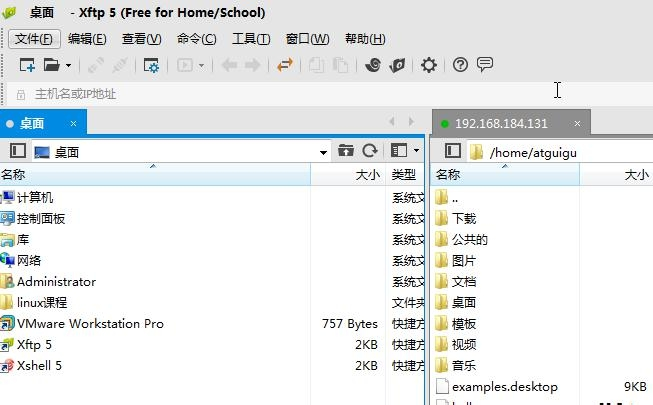 桌面 - Xftp 5 (Free for Home/School)
文件(F) 编辑(E) 查看(V) 命令(C) 工具(T) 窗口(W) 帮助(H)
主机名或IP地址
桌面 × 192.168.184.131 ×
桌面 /home/atguigu
名称 大小 类型 名称 大小
计算机 系统文 ..
控制面板 系统文 下载
库 系统文 公共的
网络 系统文 图片
Administrator 系统文 文档
linux课程 文件夹 桌面
VMware Workstation Pro 757 Bytes 快捷方 模板
Xftp 5 2KB 快捷方 视频
Xshell 5 2KB 快捷方 音乐
examples.desktop 9KB